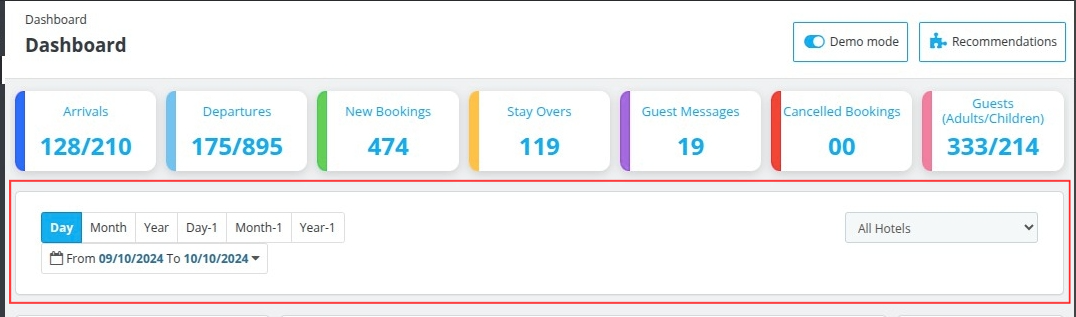 Dashboard
Dashboard
Demo mode
Recommendations
Arrivals
128/210
Departures
175/895
New Bookings
474
Stay Overs
119
Guest Messages
19
Cancelled Bookings
00
Guests
(Adults/Children)
333/214
Day Month Year Day-1 Month-1 Year-1
All Hotels
From 09/10/2024 To 10/10/2024